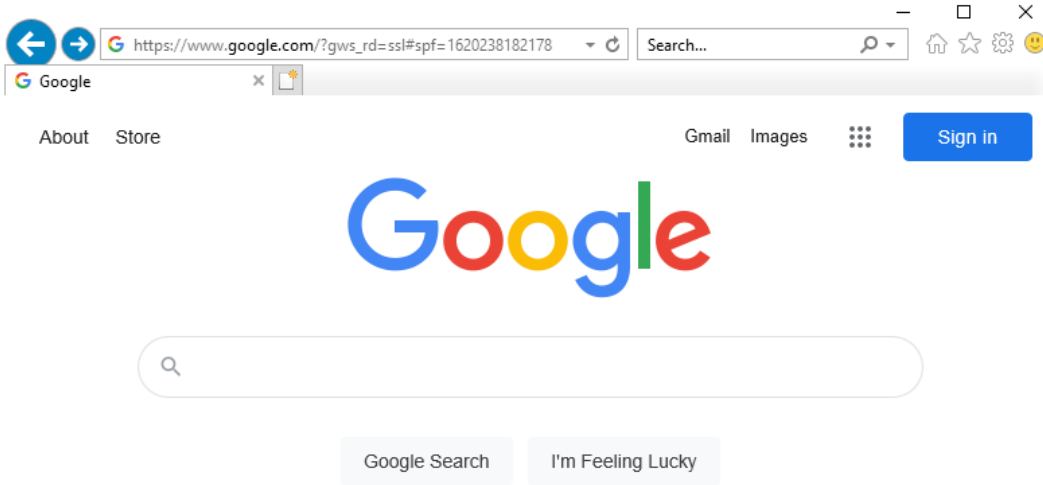 https://www.google.com/?gws_rd=ssl#spf=1620238182178 Search...
Google
About Store Gmail Images Sign in
Google
Google Search I'm Feeling Lucky